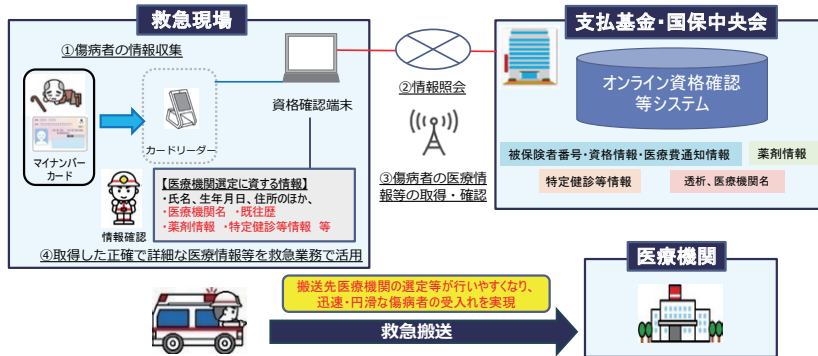 救急現場
①傷病者の情報収集
マイナンバー
カード
カードリーダー
資格確認端末
情報確認
【医療機関選定に資する情報】
・氏名、生年月日、住所のほか、
・医療機関名 ・既往歴
・薬剤情報 ・特定健診等情報 等
④取得した正確で詳細な医療情報等を救急業務で活用
②情報照会
③傷病者の医療情
報等の取得・確認
支払基金・国保中央会
オンライン資格確認
等システム
被保険者番号・資格情報・医療費通知情報
薬剤情報
特定健診等情報
透析、医療機関名
搬送先医療機関の選定等が行いやすくなり、
迅速・円滑な傷病者の受入れを実現
救急搬送
医療機関